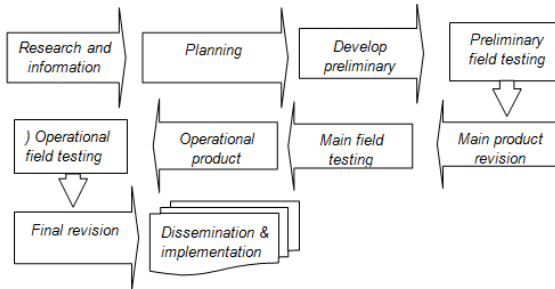 Research and
information
Planning
Develop
preliminary
Preliminary
field testing
Main product
revision
Main field
testing
Operational
product
) Operational
field testing
Final revision
Dissemination &
implementation